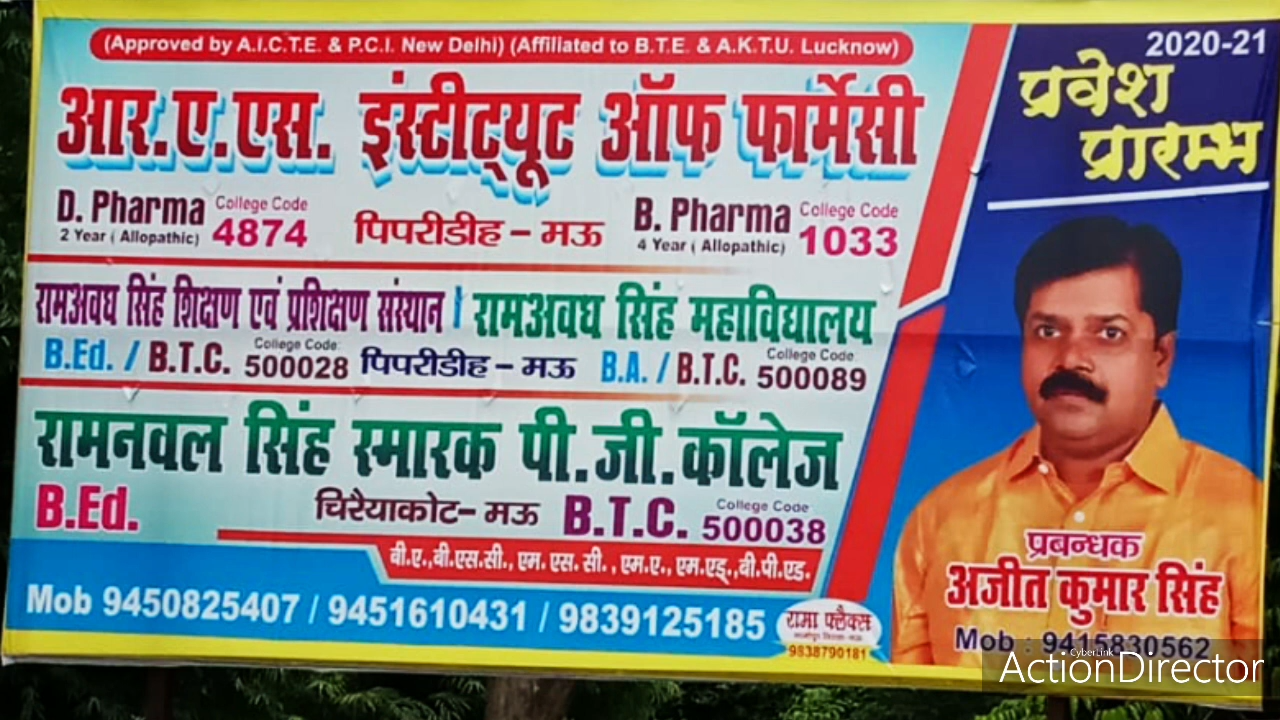 (Approved by A.I.C.T.E. & P.C.I. New Delhi) (Affiliated to B.T.E. & A.K.T.U. Lucknow)
आर.ए.एस. इंस्टीट्यूट ऑफ फार्मेसी
D. Pharma
2 Year ( Allopathic)
College Code
4874
पिपरीडीह – मऊ
B. Pharma
4 Year ( Allopathic)
College Code
1033
रामअवध सिंह शिक्षण एवं प्रशिक्षण संस्थान
रामअवध सिंह महाविद्यालय
B.Ed. / B.T.C.
College Code:
500028
पिपरीडीह – मऊ
B.A. / B.T.C.
College Code:
500089
रामनवल सिंह स्मारक पी.जी.कॉलेज
B.Ed.
चिरैयाकोट– मऊ
B.T.C.
College Code
500038
बी.ए.,बी.एस.सी., एम. एस. सी. , एम.ए., एम.एड्.,बी.पी.एड.
Mob 9450825407 / 9451610431 / 9839125185
रामा फ्लैक्स
9838790181
2020-21
प्रवेश
प्रारम्भ
प्रबन्धक
अजीत कुमार सिंह
Mob : 9415830562
CyberLink
ActionDirector